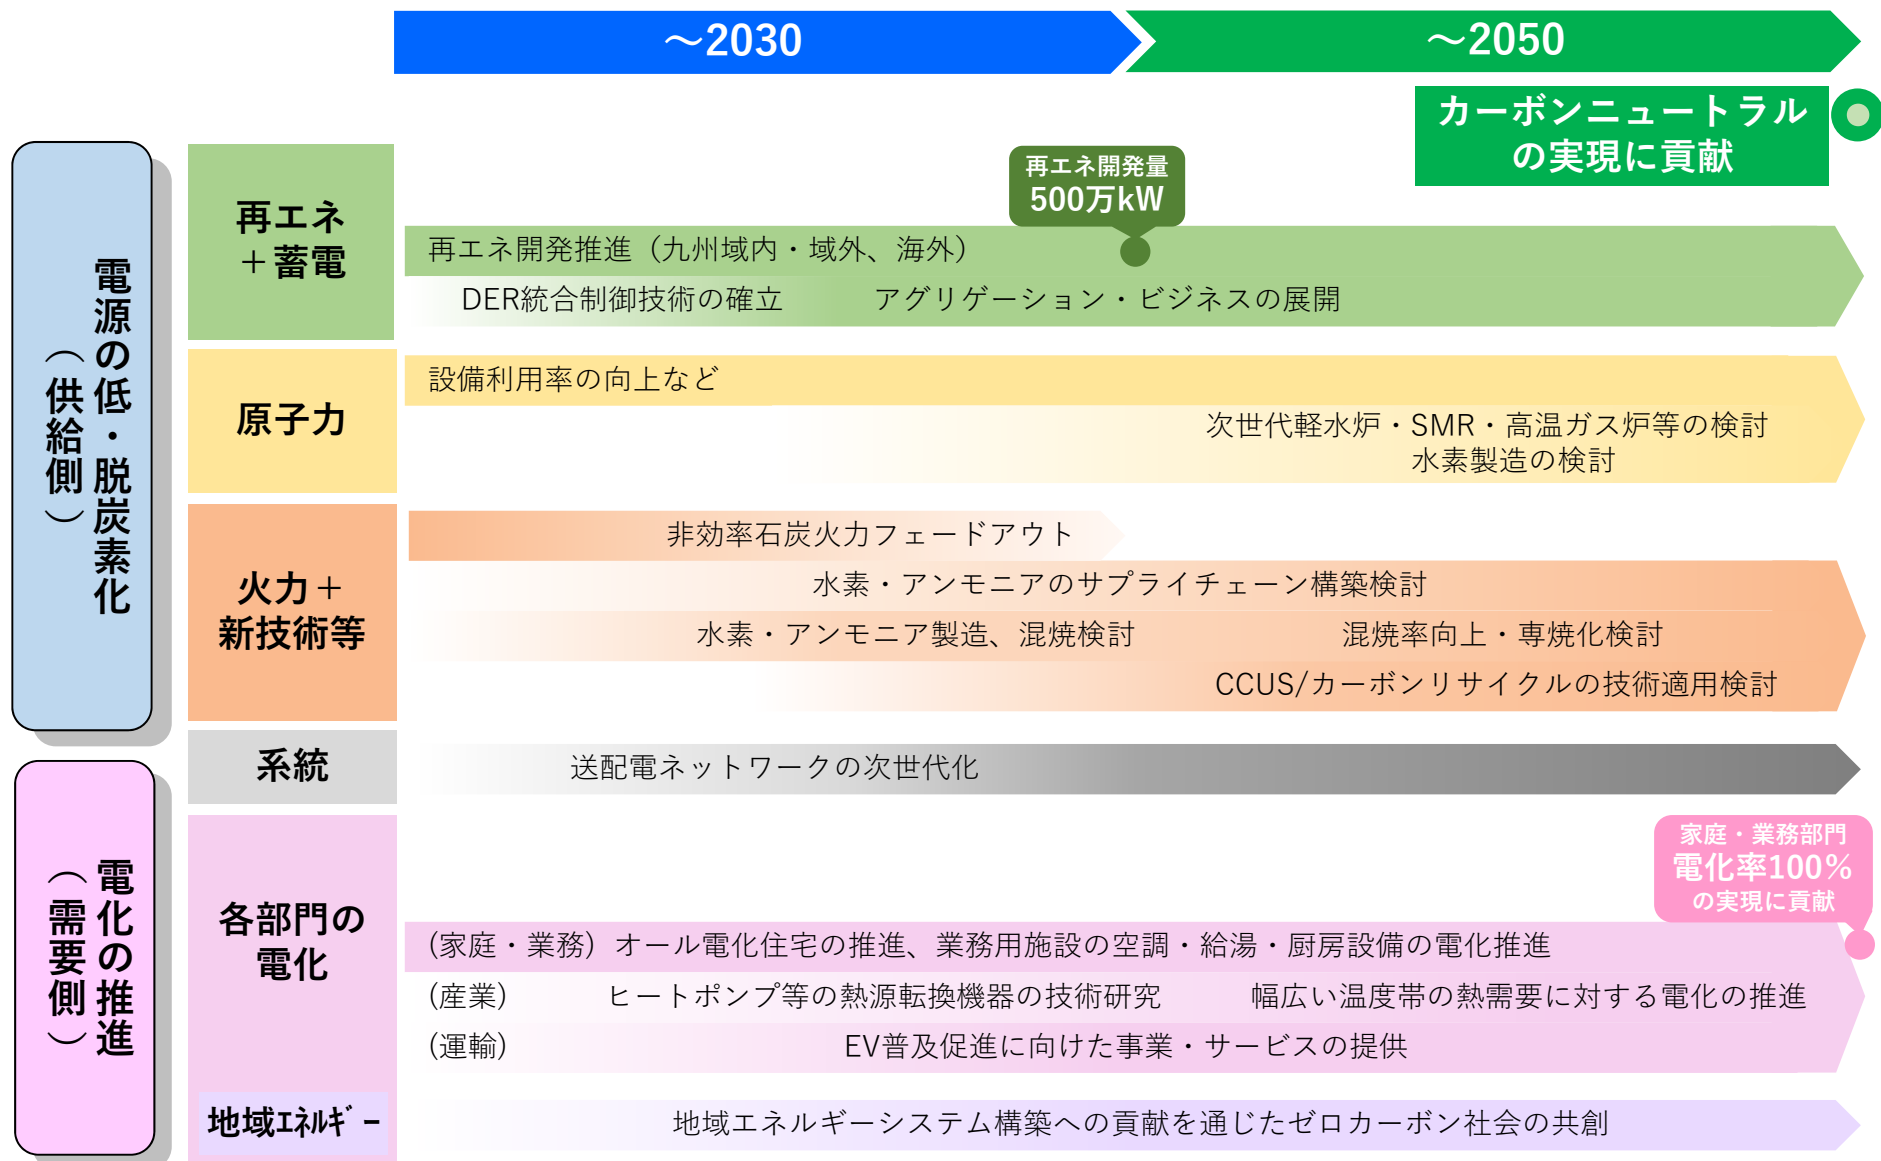 ～2030
～2050
カーボンニュートラル
の実現に貢献
電源の低・脱炭素化
（供給側）
再エネ
＋蓄電
再エネ開発量
500万kW
再エネ開発推進（九州域内・域外、海外）
DER統合制御技術の確立
アグリゲーション・ビジネスの展開
原子力
設備利用率の向上など
次世代軽水炉・SMR・高温ガス炉等の検討
水素製造の検討
火力＋
新技術等
非効率石炭火力フェードアウト
水素・アンモニアのサプライチェーン構築検討
水素・アンモニア製造、混焼検討
混焼率向上・専焼化検討
CCUS/カーボンリサイクルの技術適用検討
系統
送配電ネットワークの次世代化
電化の推進
（需要側）
各部門の
電化
家庭・業務部門
電化率100%
の実現に貢献
(家庭・業務）オール電化住宅の推進、業務用施設の空調・給湯・厨房設備の電化推進
(産業)
ヒートポンプ等の熱源転換機器の技術研究
幅広い温度帯の熱需要に対する電化の推進
(運輸)
EV普及促進に向けた事業・サービスの提供
地域ｴﾈﾙｷﾞｰ
地域エネルギーシステム構築への貢献を通じたゼロカーボン社会の共創